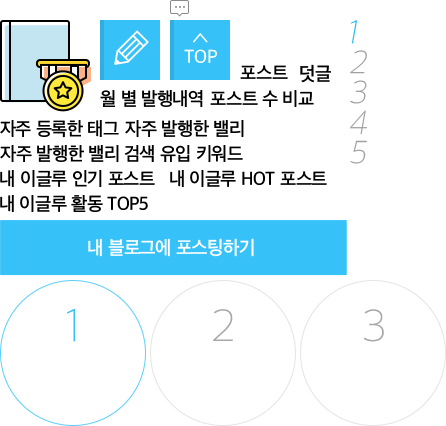 TOP
포스트 덧글
월 별 발행내역 포스트 수 비교
자주 등록한 태그 자주 발행한 밸리
자주 발행한 밸리 검색 유입 키워드
내 이글루 인기 포스트 내 이글루 HOT 포스트
내 이글루 활동 TOP5
1
2
3
4
5
내 블로그에 포스팅하기
1 2 3